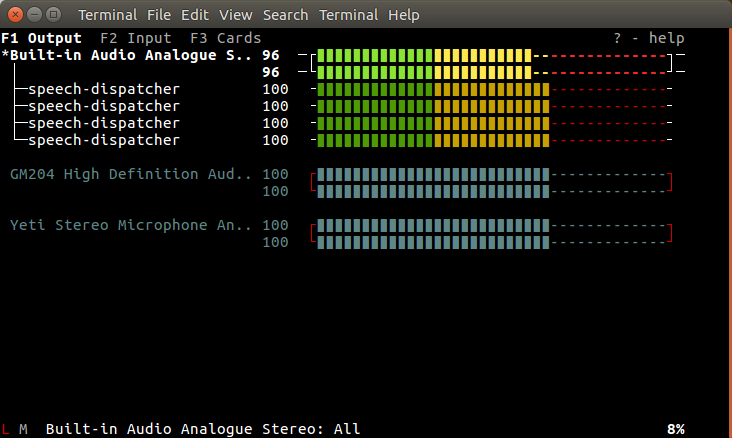 Terminal File Edit View Search Terminal Help
F1 Output F2 Input F3 Cards ? - help
*Built-in Audio Analogue S.. 96
96
speech-dispatcher 100
speech-dispatcher 100
speech-dispatcher 100
speech-dispatcher 100
GM204 High Definition Aud.. 100
100
Yeti Stereo Microphone An.. 100
100
L M Built-in Audio Analogue Stereo: All 8%